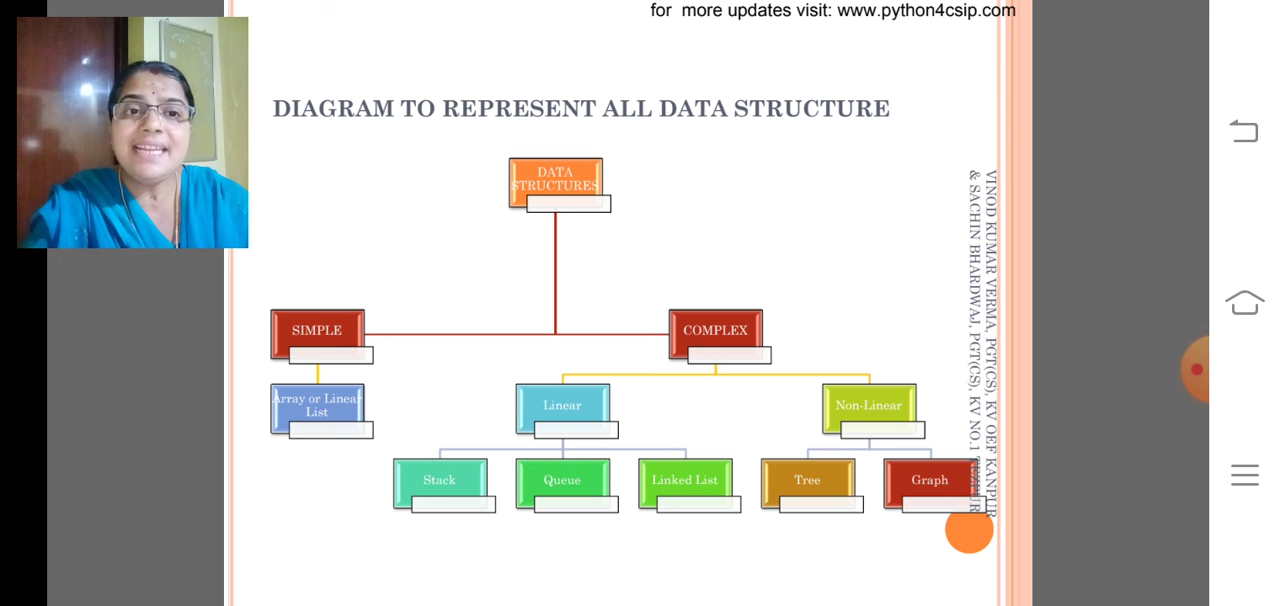 for more updates visit: www.python4csip.com
DIAGRAM TO REPRESENT ALL DATA STRUCTURE
DATA
STRUCTURES
SIMPLE
COMPLEX
Array or Linear
List
Linear
Non-Linear
Stack
Queue
Linked List
Tree
Graph
VINOD KUMAR VERMA, PGT(CS), KV OEF KANPUR
& SACHIN BHARDWAJ, PGT(CS), KV NO.1 TEZPUR